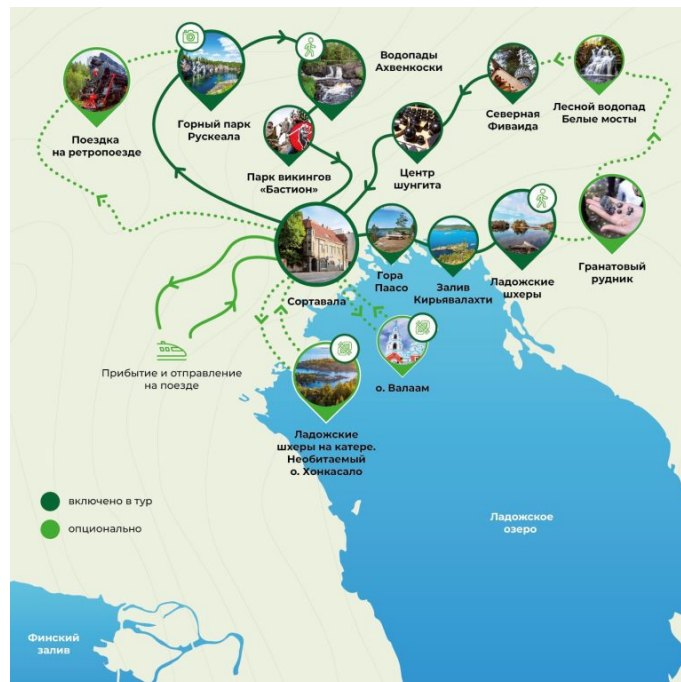 Водопады
Ахвенкоски
Поездка
на ретропоезде
Горный парк
Рускеала
Парк викингов
«Бастион»
Центр
шунгита
Северная
Фиваида
Лесной водопад
Белые мосты
Сортавала
Гора
Паасо
Залив
Кирьявалахти
Ладожские
шхеры
Гранатовый
рудник
Прибытие и отправление
на поезде
о. Валаам
Ладожские
шхеры на катере.
Необитаемый
о. Хонкасало
включено в тур
опционально
Ладожское
озеро
Финский
залив